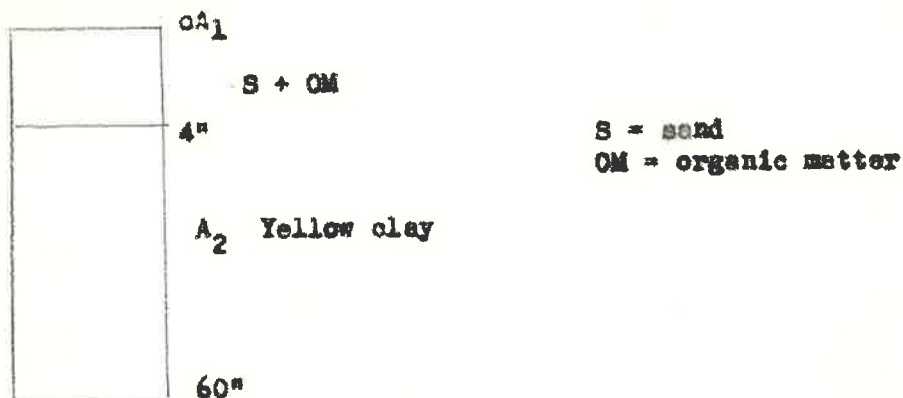 oA1
S + OM
4"
S = sand
OM = organic matter
A2 Yellow clay
60"